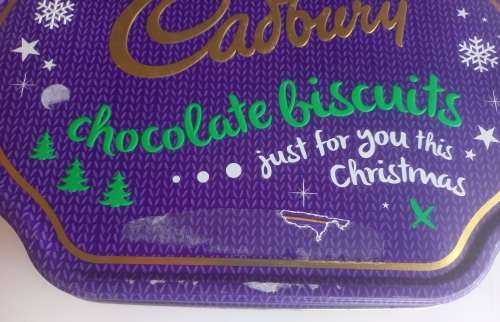 Cadbury
chocolate biscuits
just for you this
Christmas
x